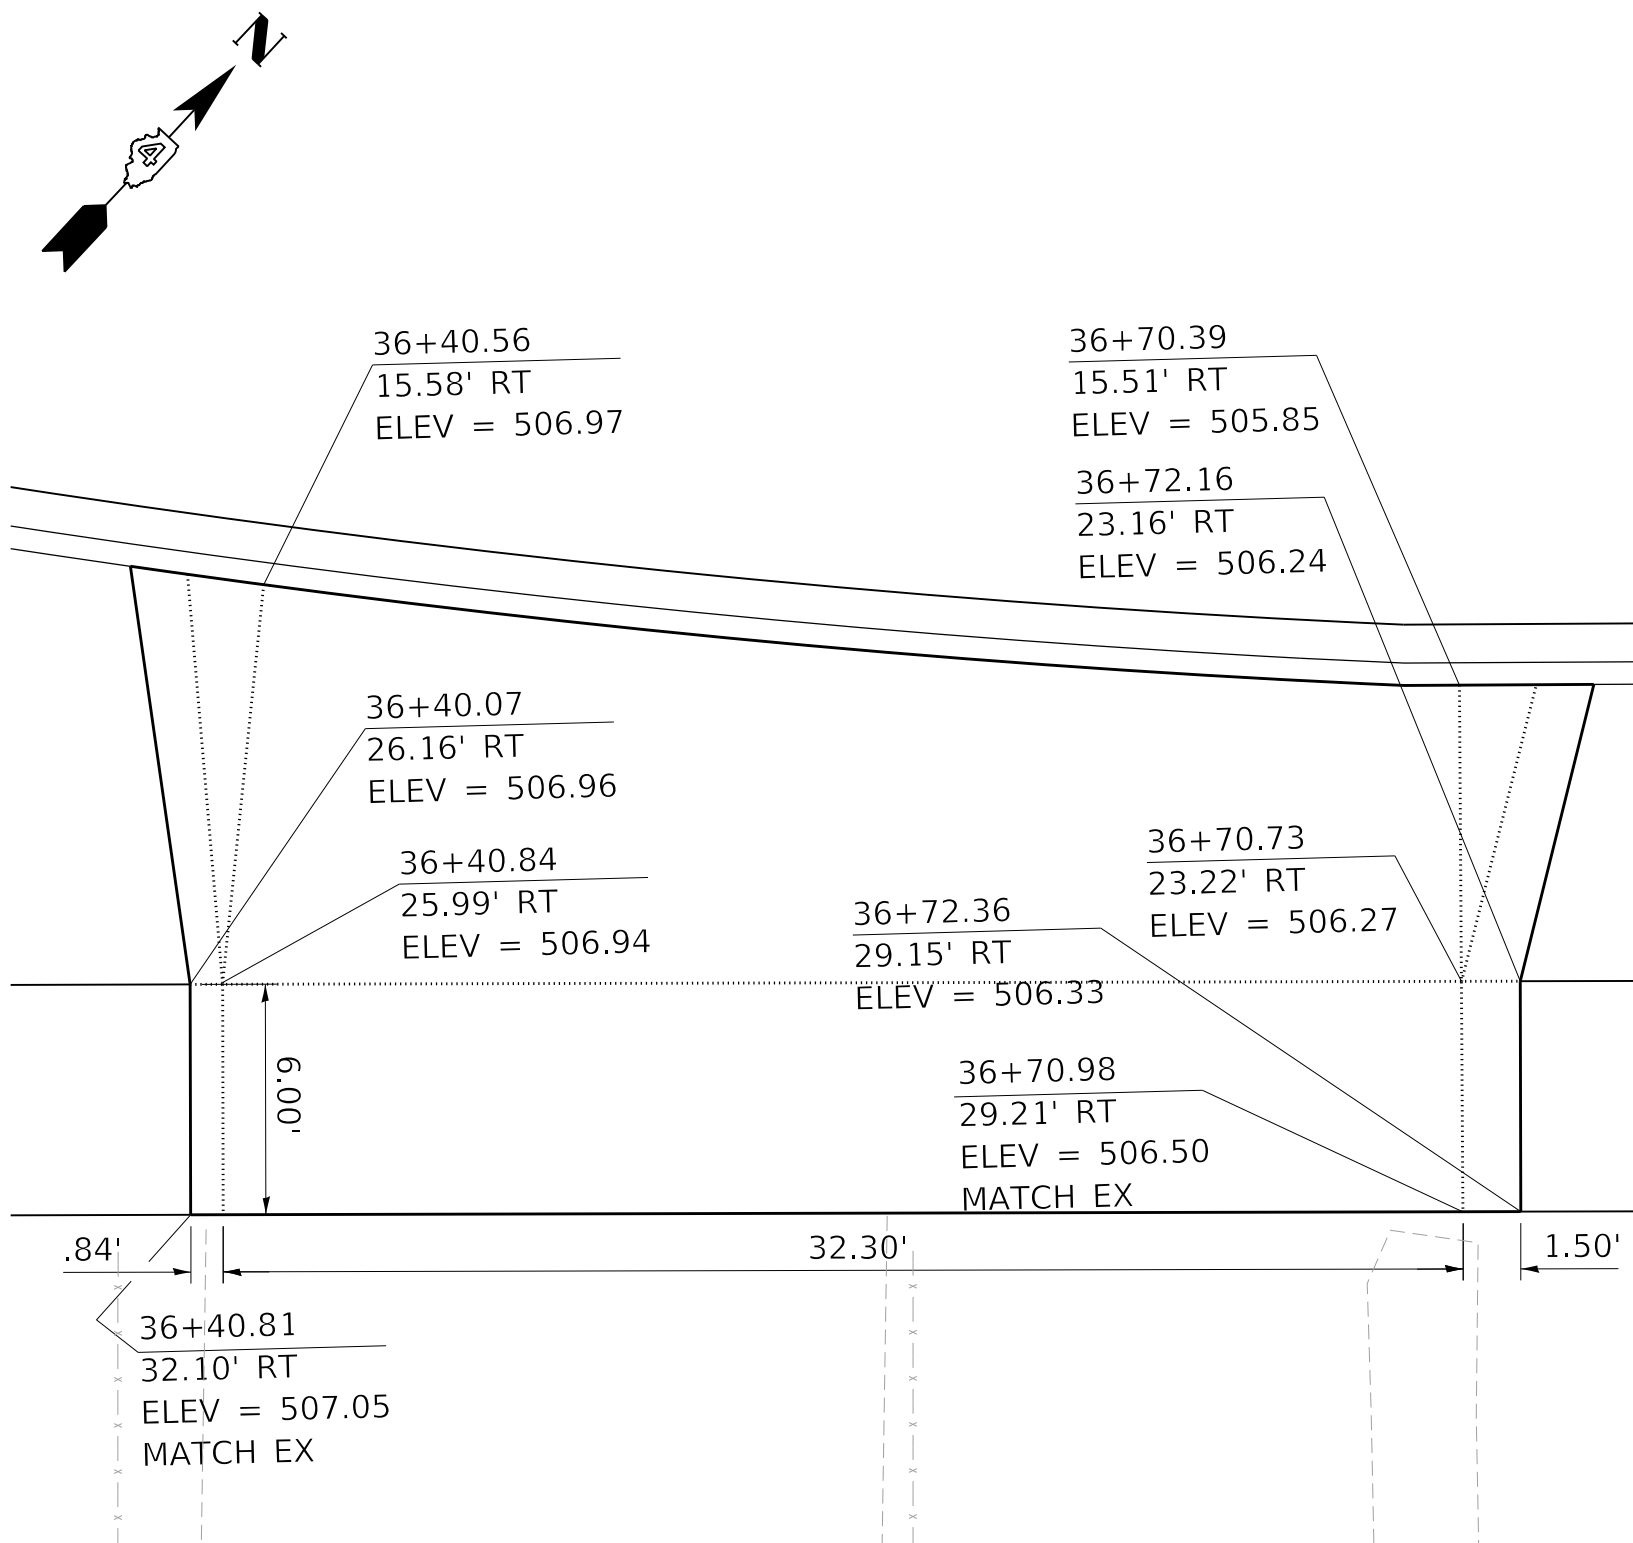 N
4
36+40.56
15.58' RT
ELEV = 506.97
36+70.39
15.51' RT
ELEV = 505.85
36+72.16
23.16' RT
ELEV = 506.24
36+40.07
26.16' RT
ELEV = 506.96
36+40.84
25.99' RT
ELEV = 506.94
36+70.73
23.22' RT
ELEV = 506.27
36+72.36
29.15' RT
ELEV = 506.33
6.00'
36+70.98
29.21' RT
ELEV = 506.50
MATCH EX
.84'
32.30'
1.50'
36+40.81
32.10' RT
ELEV = 507.05
MATCH EX